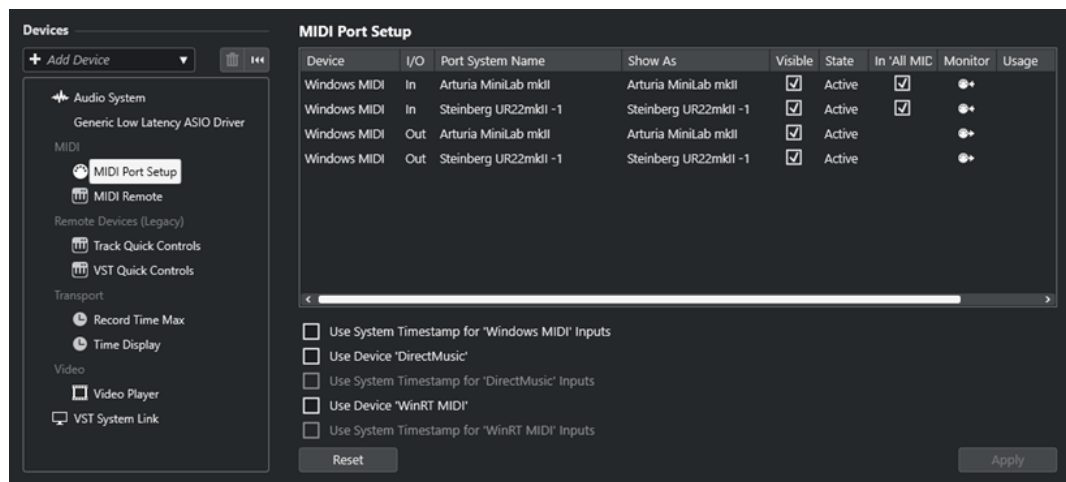 Devices
+ Add Device
Audio System
Generic Low Latency ASIO Driver
MIDI
MIDI Port Setup
MIDI Remote
Remote Devices (Legacy)
Track Quick Controls
VST Quick Controls
Transport
Record Time Max
Time Display
Video
Video Player
VST System Link
MIDI Port Setup
Device I/O Port System Name Show As Visible State In 'All MID Monitor Usage
Windows MIDI In Arturia MiniLab mkII Arturia MiniLab mkII Active
Windows MIDI In Steinberg UR22mkII -1 Steinberg UR22mkII -1 Active
Windows MIDI Out Arturia MiniLab mkII Arturia MiniLab mkII Active
Windows MIDI Out Steinberg UR22mkII -1 Steinberg UR22mkII -1 Active
Use System Timestamp for 'Windows MIDI' Inputs
Use Device 'DirectMusic'
Use System Timestamp for 'DirectMusic' Inputs
Use Device 'WinRT MIDI'
Use System Timestamp for 'WinRT MIDI' Inputs
Reset
Apply